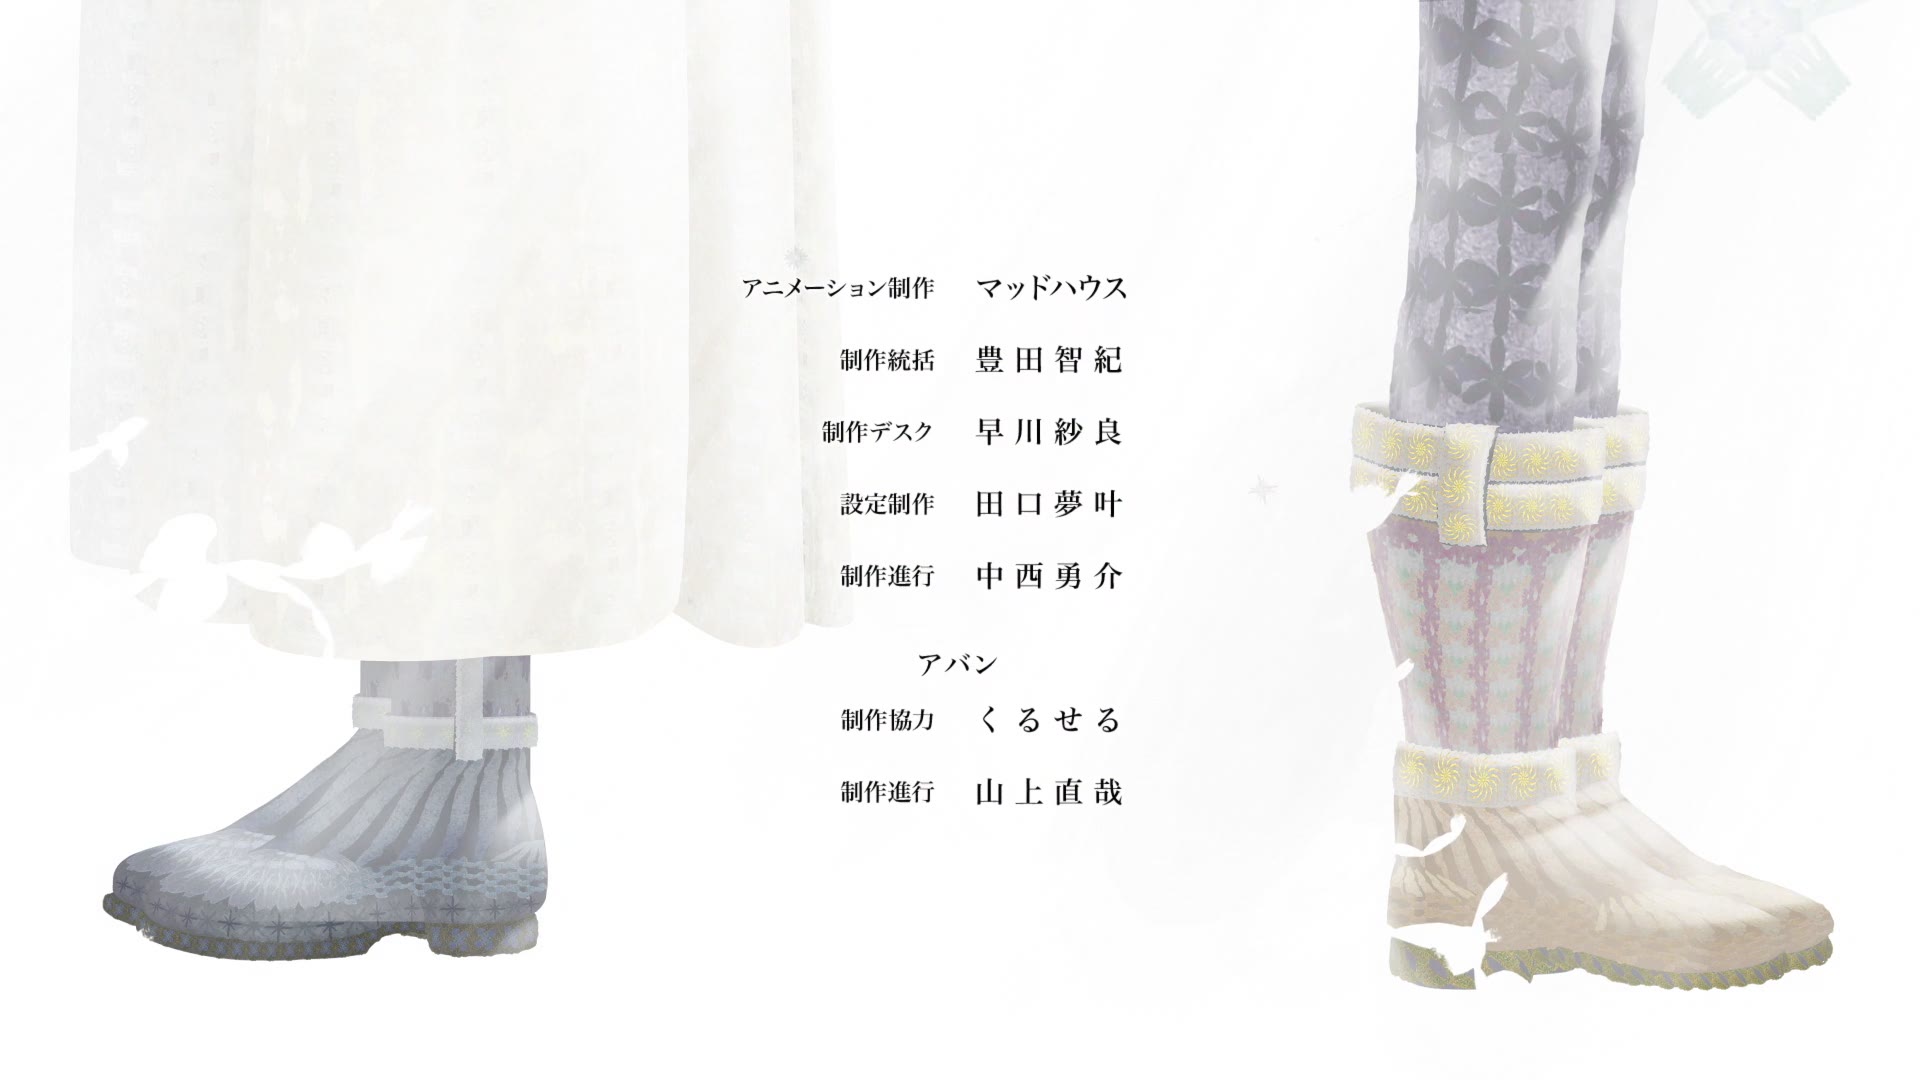 アニメーション制作 マッドハウス
制作統括 豊田智紀
制作デスク 早川紗良
設定制作 田口夢叶
制作進行 中西勇介
アバン
制作協力 くるせる
制作進行 山上直哉